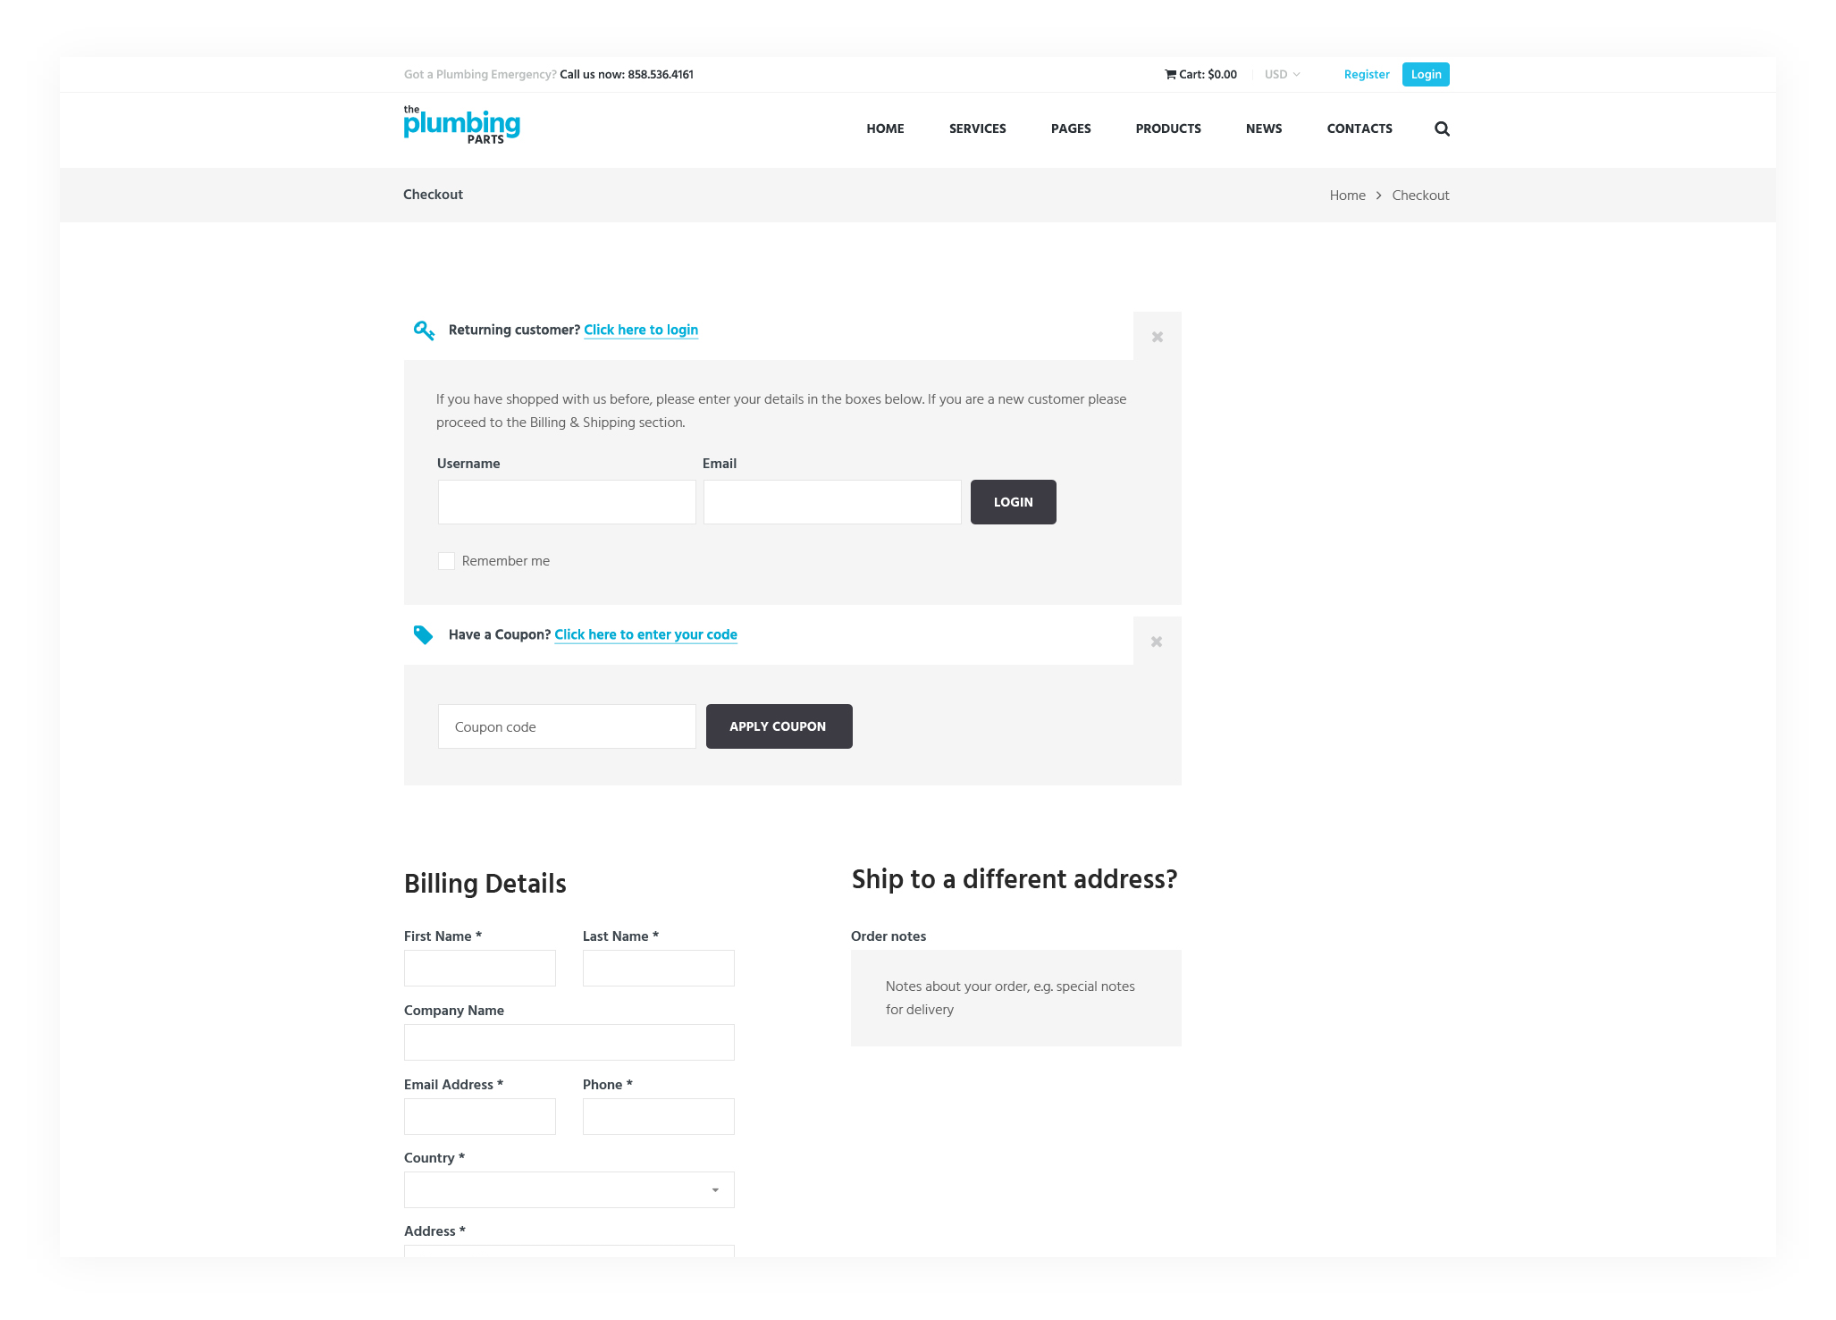 Got a Plumbing Emergency? Call us now: 858.536.4161
Cart: $0.00
USD
Register
Login
the
plumbing
PARTS
HOME
SERVICES
PAGES
PRODUCTS
NEWS
CONTACTS
Checkout
Home > Checkout
Returning customer? Click here to login
If you have shopped with us before, please enter your details in the boxes below. If you are a new customer please
proceed to the Billing & Shipping section.
Username
Email
LOGIN
Remember me
Have a Coupon? Click here to enter your code
Coupon code
APPLY COUPON
Billing Details
First Name *
Last Name *
Company Name
Email Address *
Phone *
Country *
Address *
Ship to a different address?
Order notes
Notes about your order, e.g. special notes
for delivery